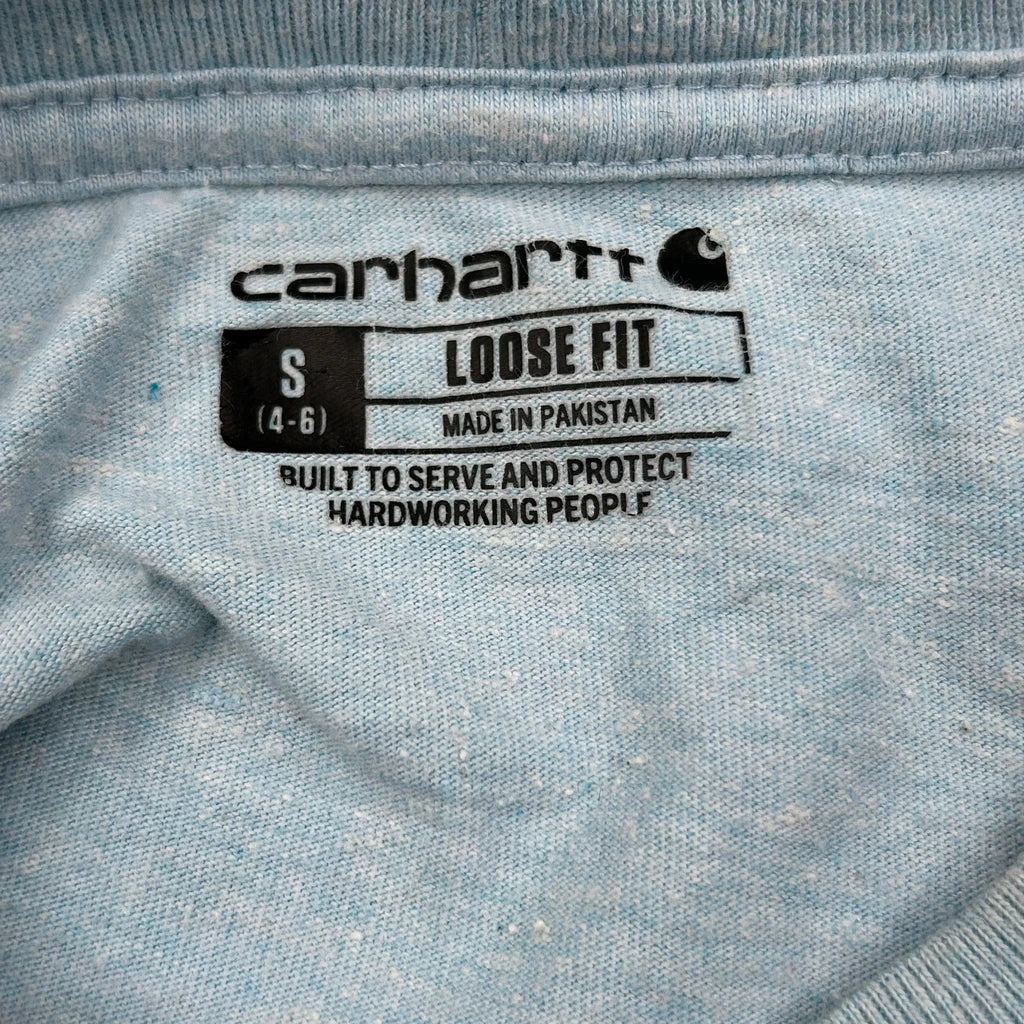 carhartt
S
(4-6)
LOOSE FIT
MADE IN PAKISTAN
BUILT TO SERVE AND PROTECT
HARDWORKING PEOPLE